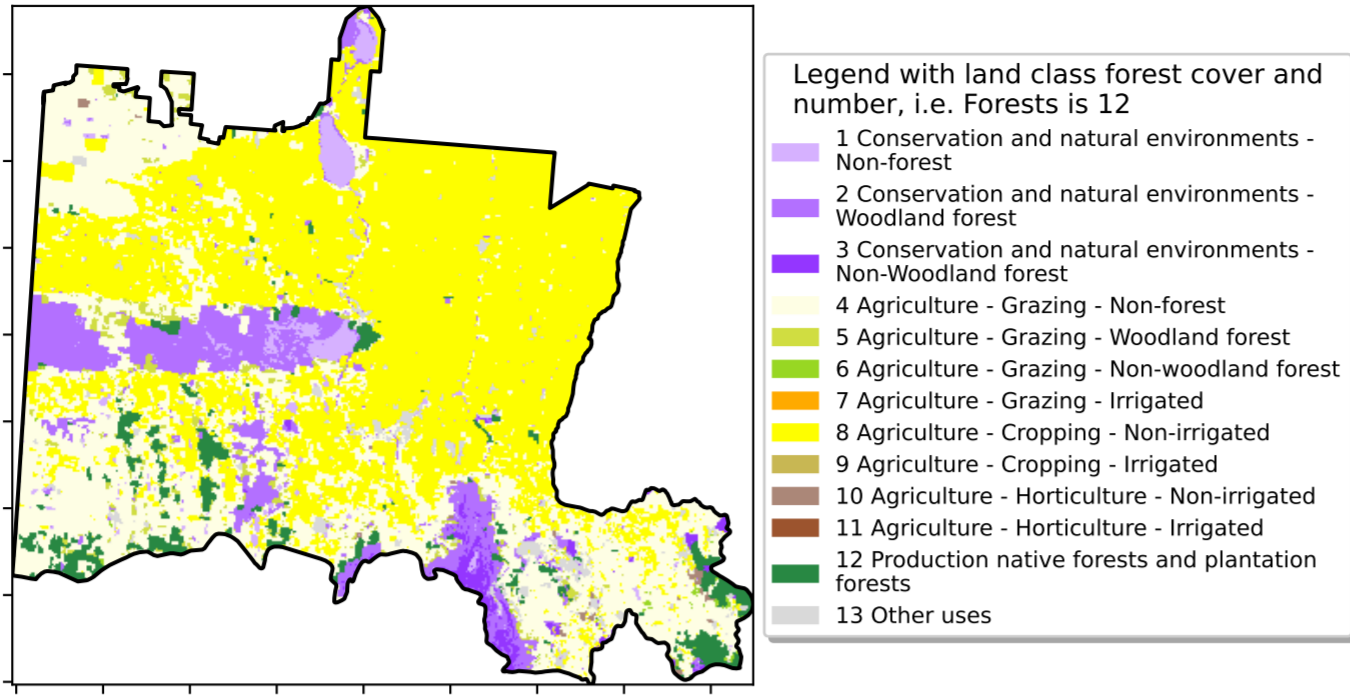 Legend with land class forest cover and
number, i.e. Forests is 12
1 Conservation and natural environments -
Non-forest
2 Conservation and natural environments -
Woodland forest
3 Conservation and natural environments -
Non-Woodland forest
4 Agriculture - Grazing - Non-forest
5 Agriculture - Grazing - Woodland forest
6 Agriculture - Grazing - Non-woodland forest
7 Agriculture - Grazing - Irrigated
8 Agriculture - Cropping - Non-irrigated
9 Agriculture - Cropping - Irrigated
10 Agriculture - Horticulture - Non-irrigated
11 Agriculture - Horticulture - Irrigated
12 Production native forests and plantation
forests
13 Other uses